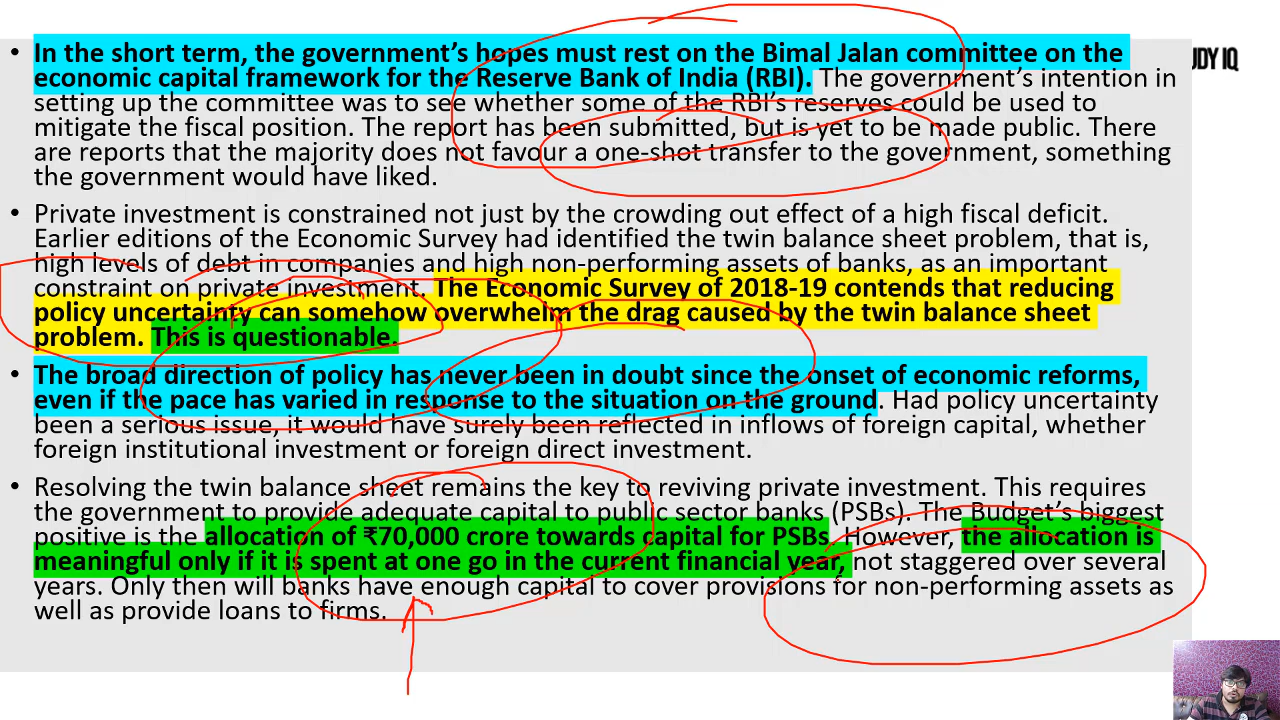 • In the short term, the government's hopes must rest on the Bimal Jalan committee on the
economic capital framework for the Reserve Bank of India (RBI). The government's intention in
setting up the committee was to see whether some of the RBI's reserves could be used to
mitigate the fiscal position. The report has been submitted, but is yet to be made public. There
are reports that the majority does not favour a one-shot transfer to the government, something
the government would have liked.
• Private investment is constrained not just by the crowding out effect of a high fiscal deficit.
Earlier editions of the Economic Survey had identified the twin balance sheet problem, that is,
high levels of debt in companies and high non-performing assets of banks, as an important
constraint on private investment. The Economic Survey of 2018-19 contends that reducing
policy uncertainty can somehow overwhelm the drag caused by the twin balance sheet
problem. This is questionable.
• The broad direction of policy has never been in doubt since the onset of economic reforms,
even if the pace has varied in response to the situation on the ground. Had policy uncertainty
been a serious issue, it would have surely been reflected in inflows of foreign capital, whether
foreign institutional investment or foreign direct investment.
• Resolving the twin balance sheet remains the key to reviving private investment. This requires
the government to provide adequate capital to public sector banks (PSBs). The Budget's biggest
positive is the allocation of ₹70,000 crore towards capital for PSBs. However, the allocation is
meaningful only if it is spent at one go in the current financial year, not staggered over several
years. Only then will banks have enough capital to cover provisions for non-performing assets as
well as provide loans to firms.
UDY IQ